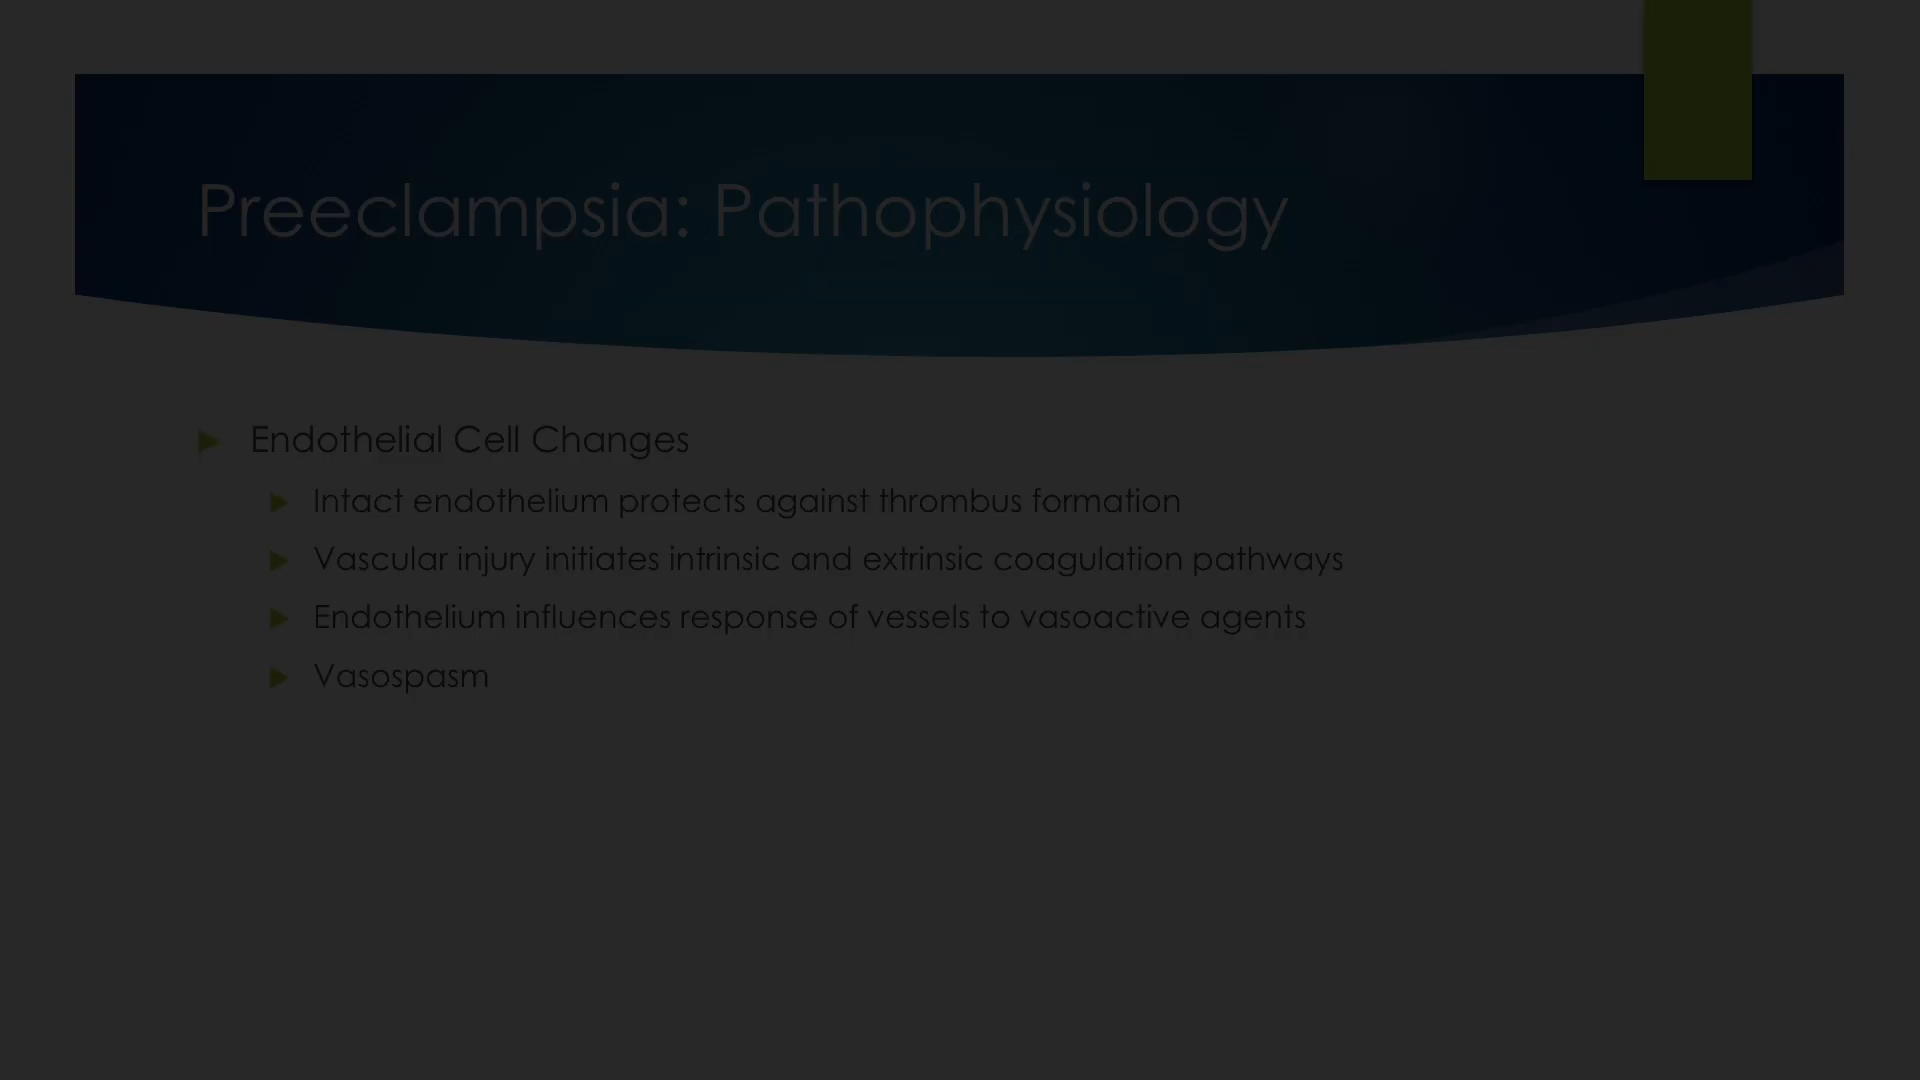 Preeclampsia: Pathophysiology
Endothelial Cell Changes
Intact endothelium protects against thrombus formation
Vascular injury initiates intrinsic and extrinsic coagulation pathways
Endothelium influences response of vessels to vasoactive agents
Vasospasm